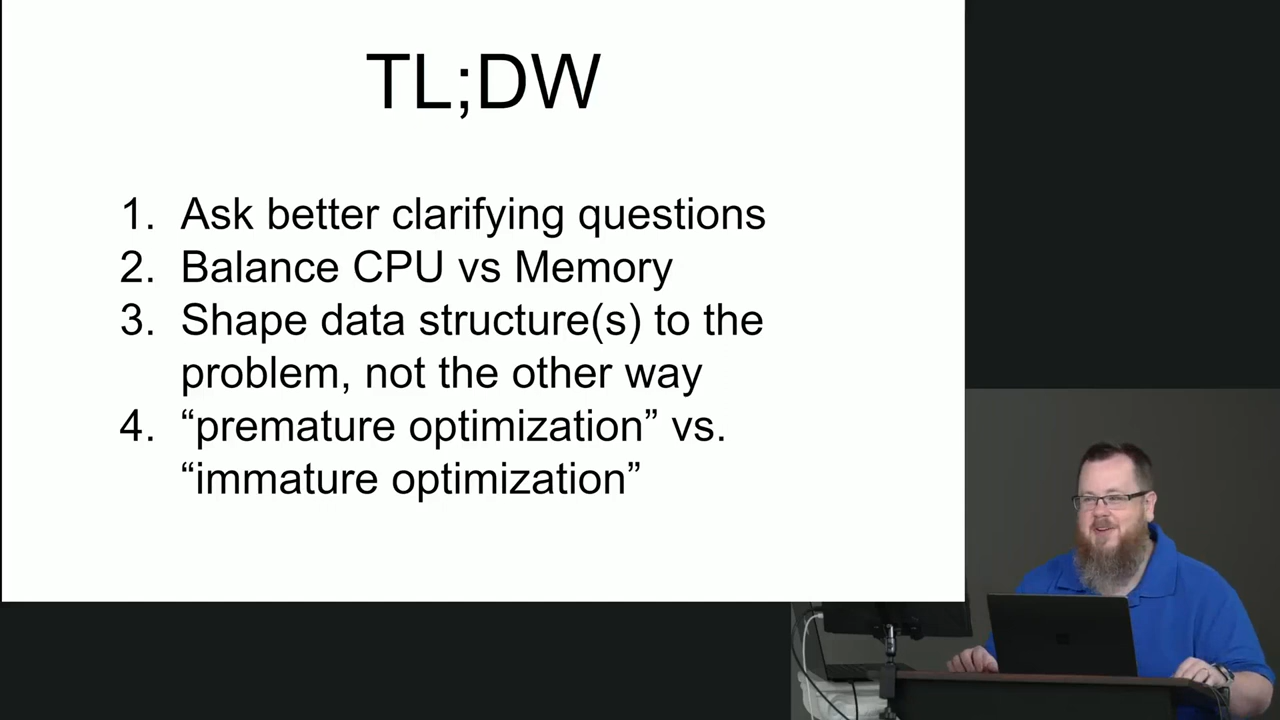 TL;DW
1. Ask better clarifying questions
2. Balance CPU vs Memory
3. Shape data structure(s) to the
problem, not the other way
4. “premature optimization” vs.
“immature optimization”